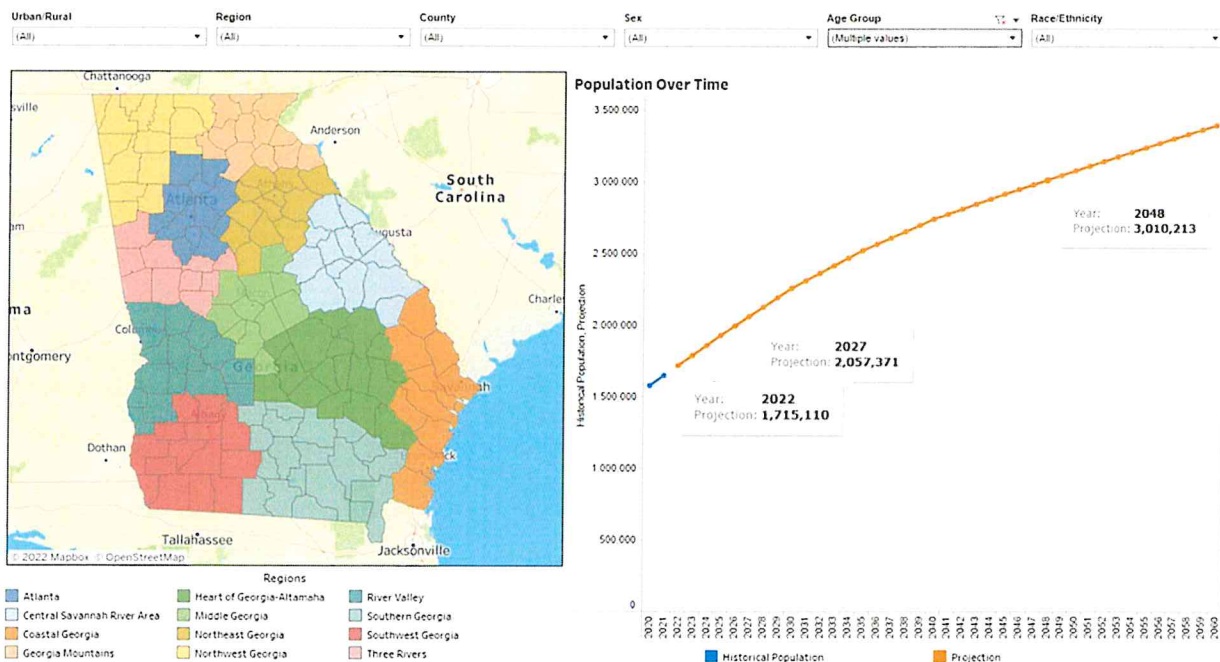 Urban/Rural
Region
County
Sex
Age Group
Race/Ethnicity
(All)
(All)
(All)
(All)
(Multiple values)
(All)
Chattanooga
sville
Anderson
South
Carolina
Atlanta
Augusta
am
ma
Charles
Columbus
ontgomery
Georgia
Savannah
Albany
Dothan
Tallahassee
Jacksonville
© 2022 Mapbox © OpenStreetMap
Regions
Atlanta
Heart of Georgia-Altamaha
River Valley
Central Savannah River Area
Middle Georgia
Southern Georgia
Coastal Georgia
Northeast Georgia
Southwest Georgia
Georgia Mountains
Northwest Georgia
Three Rivers
Population Over Time
Historical Population, Projection
3 500 000
3 000 000
2 500 000
2 000 000
1 500 000
1 000 000
500 000
0
Year: 2048
Projection: 3,010,213
Year: 2027
Projection: 2,057,371
Year: 2022
Projection: 1,715,110
2020 2021 2022 2023 2024 2025 2026 2027 2028 2029 2030 2031 2032 2033 2034 2035 2036 2037 2038 2039 2040 2041 2042 2043 2044 2045 2046 2047 2048 2049 2050 2051 2052 2053 2054 2055 2056 2057 2058 2059 2060
Historical Population
Projection